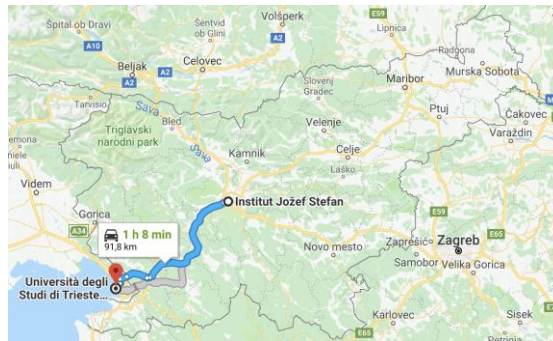 Volšperk
E59
Lipnica
Špital ob Dravi
Šentvid
ob Glini
A2
A10
Celovec
Beljak
A2
Radgona
Maribor
Murska Sobota
Slovenj
Gradec
Tarvisio
Sava
Bled
Ptuj
Čakovec
Triglavski
narodni park
Sava
Velenje
Kamnik
Varaždin
Celje
Laško
Videm
Institut Jožef Stefan
Gorica
E59
A34
1 h 8 min
91,8 km
Novo mesto
Zaprešić
Zagreb
E65
Samobor
Velika Gorica
Università degli
Studi di Trieste...
Karlovec
Sisek
E65
Petrinja